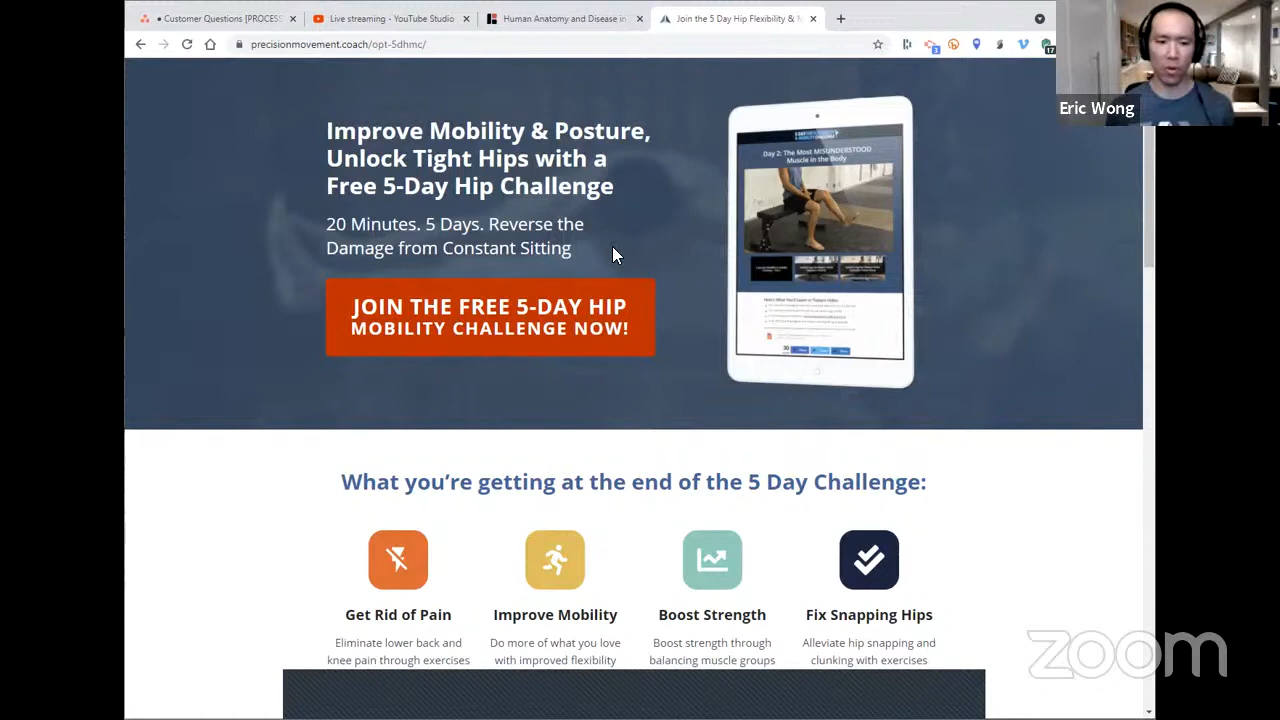 ● Customer Questions [PROCESS
Live streaming - YouTube Studio
Human Anatomy and Disease in
Join the 5 Day Hip Flexibility & M
precisionmovement.coach/opt-5dhmc/
3
17
Eric Wong
Improve Mobility & Posture,
Unlock Tight Hips with a
Free 5-Day Hip Challenge
20 Minutes. 5 Days. Reverse the
Damage from Constant Sitting
JOIN THE FREE 5-DAY HIP
MOBILITY CHALLENGE NOW!
Day 2: The Most MISUNDERSTOOD
Muscle in the Body
What you’re getting at the end of the 5 Day Challenge:
Get Rid of Pain
Eliminate lower back and
knee pain through exercises
Improve Mobility
Do more of what you love
with improved flexibility
Boost Strength
Boost strength through
balancing muscle groups
Fix Snapping Hips
Alleviate hip snapping and
clunking with exercises
zoom